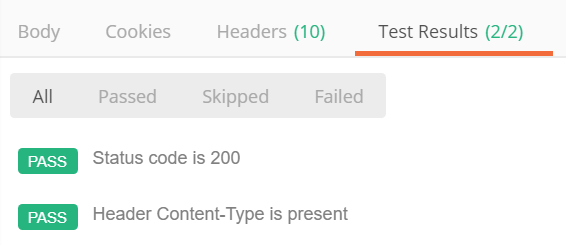 Body Cookies Headers (10) Test Results (2/2)
All Passed Skipped Failed
PASS Status code is 200
PASS Header Content-Type is present